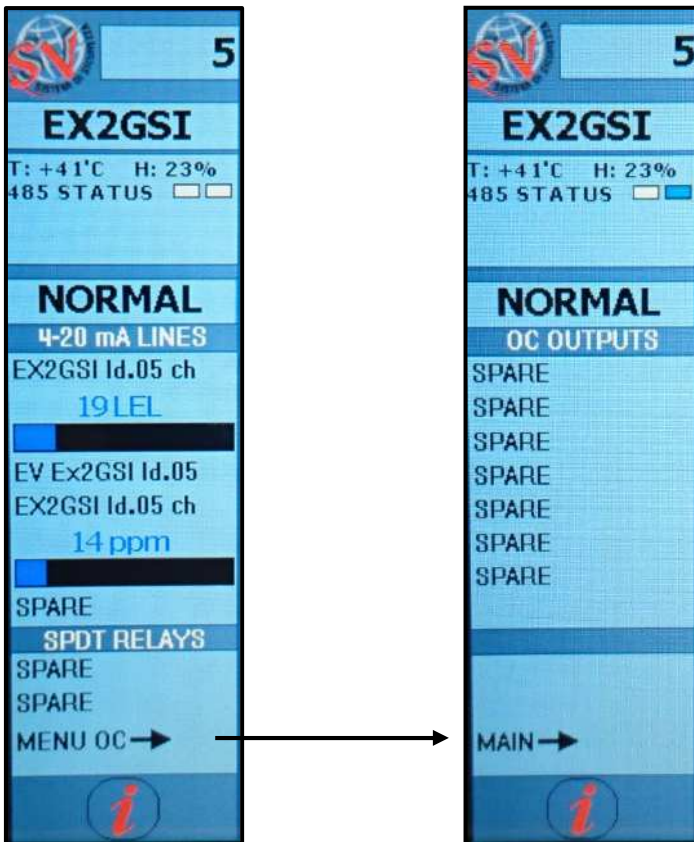 SV
5
EX2GSI
T: +41°C H: 23%
485 STATUS
NORMAL
4-20 mA LINES
EX2GSI Id.05 ch
19 LEL
EV Ex2GSI Id.05
EX2GSI Id.05 ch
14 ppm
SPARE
SPDT RELAYS
SPARE
SPARE
MENU OC
i
SV
5
EX2GSI
T: +41°C H: 23%
485 STATUS
NORMAL
OC OUTPUTS
SPARE
SPARE
SPARE
SPARE
SPARE
SPARE
SPARE
MAIN
i